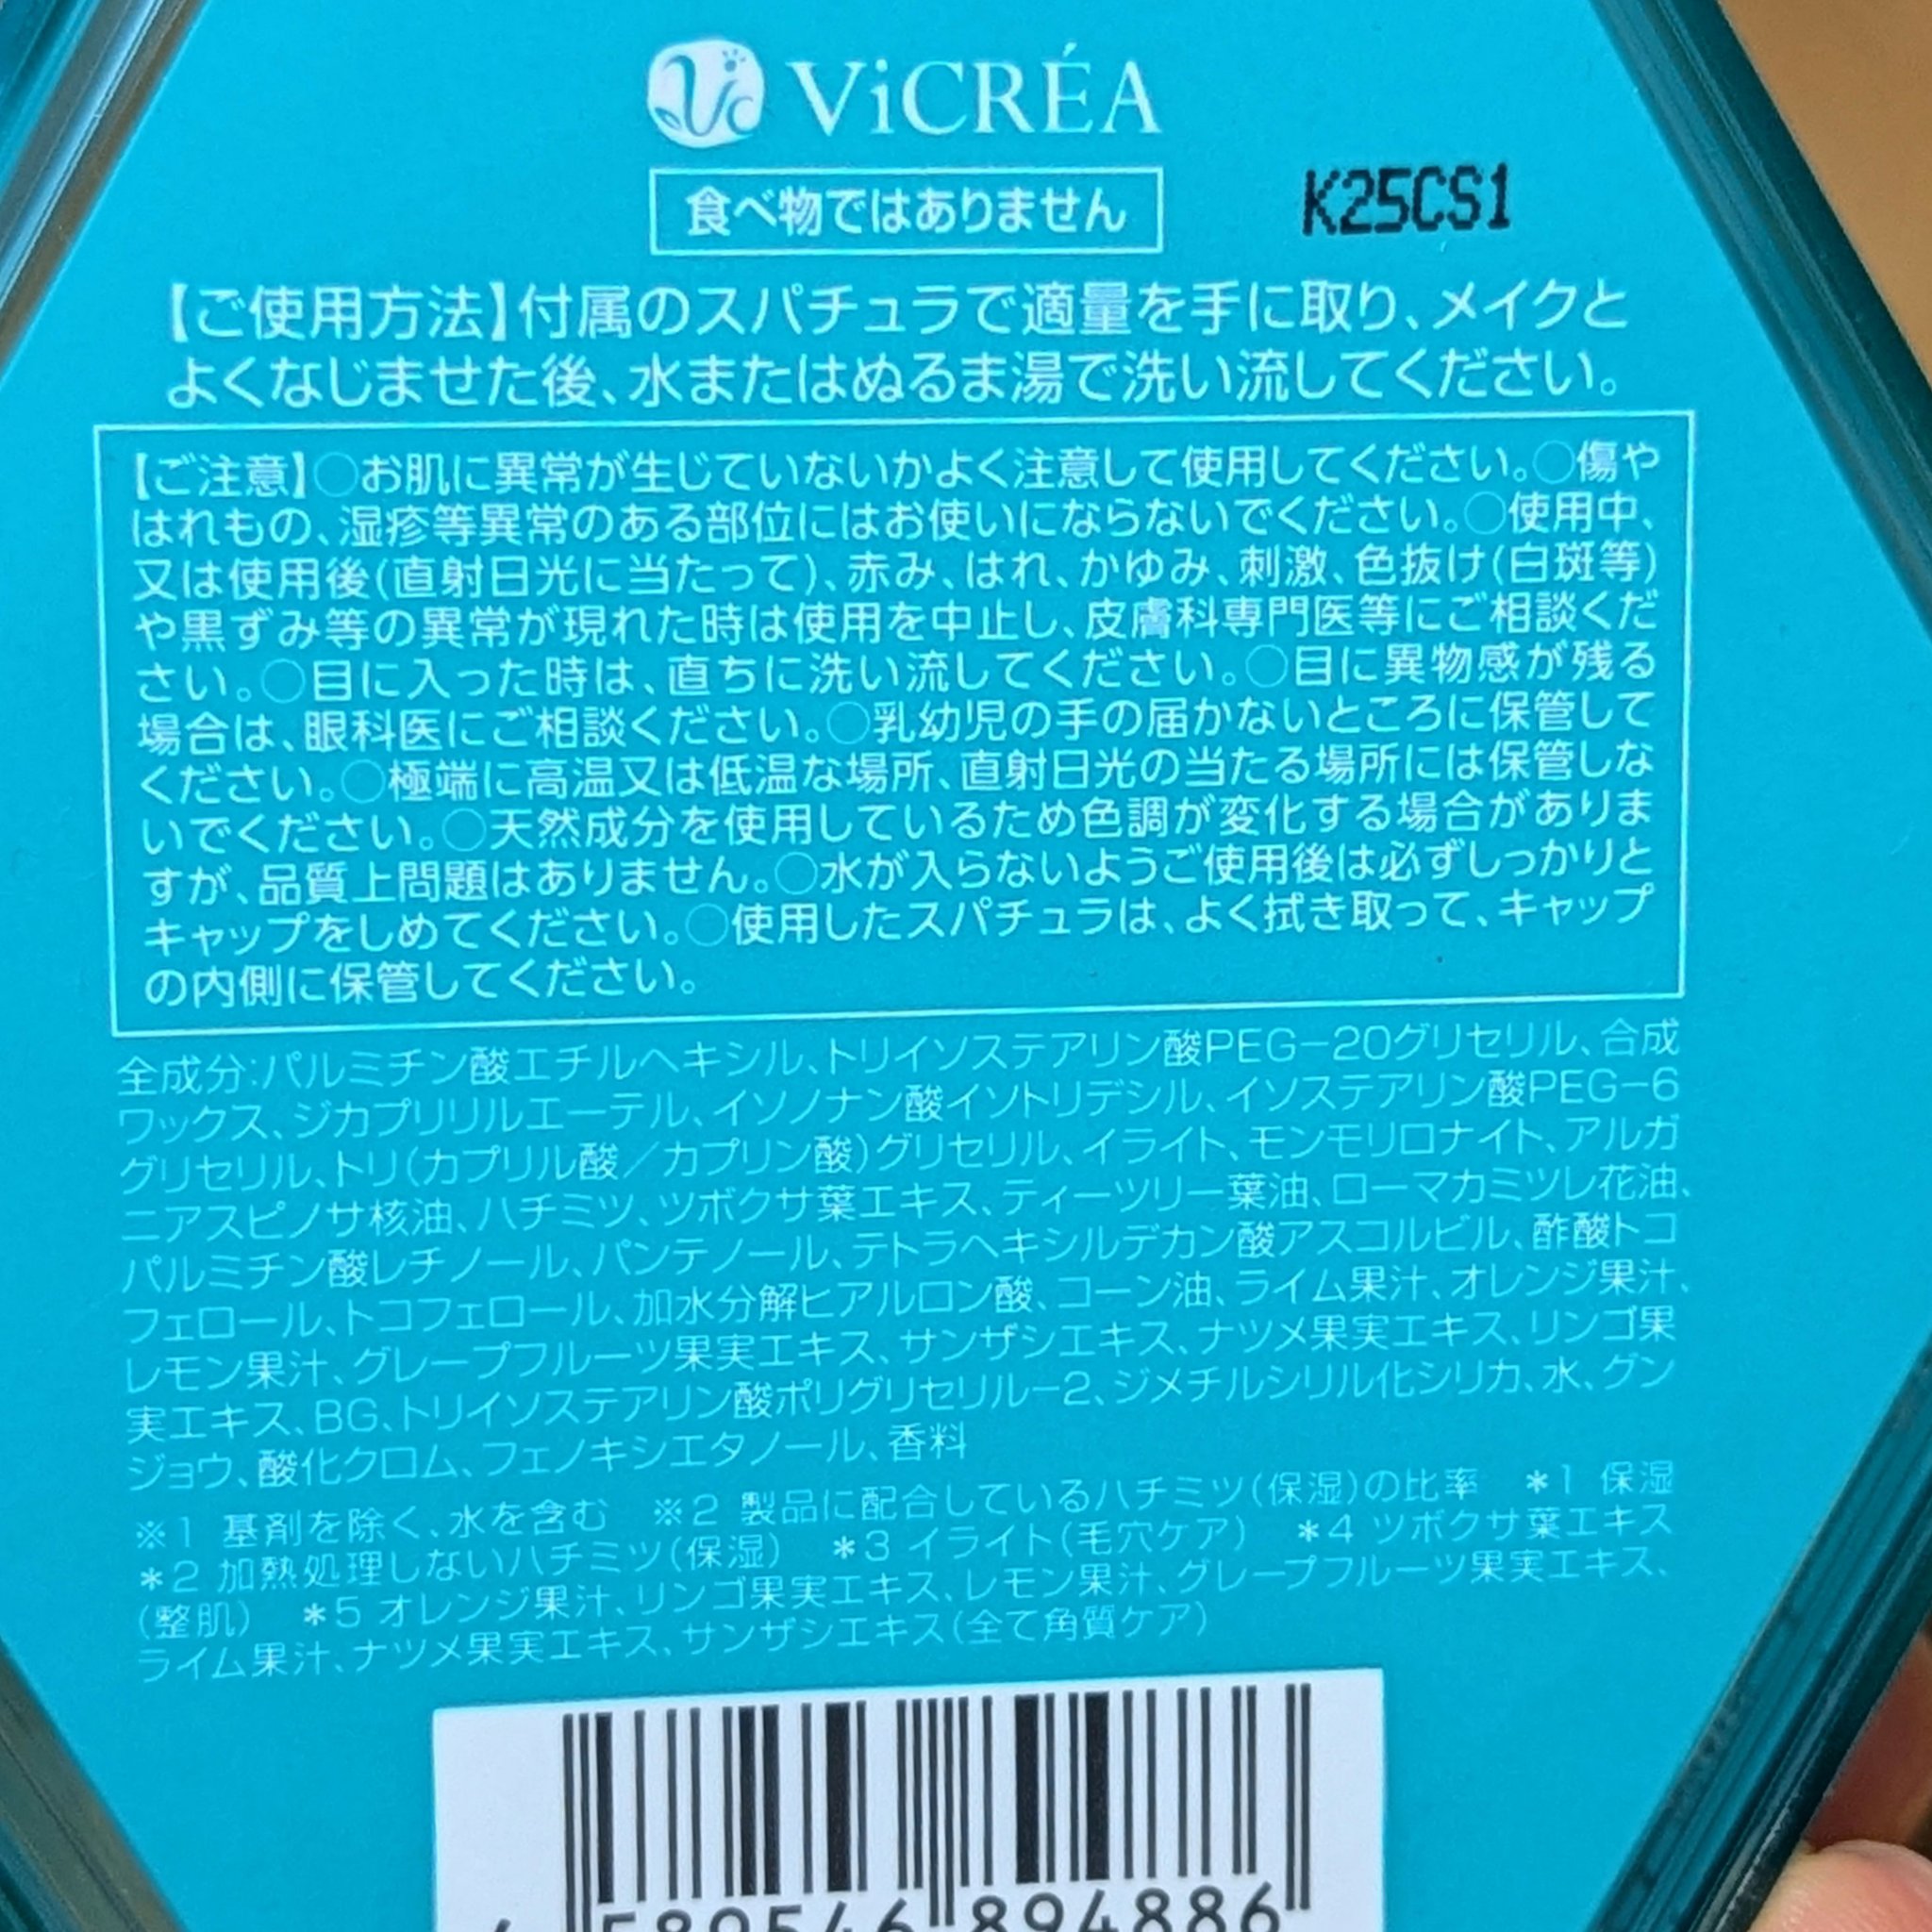 Vc ViCRÉA
食べ物ではありません
K25CS1
【ご使用方法】付属のスパチュラで適量を手に取り、メイクと
よくなじませた後、水またはぬるま湯で洗い流してください。
【ご注意】○お肌に異常が生じていないかよく注意して使用してください。○傷や
はれもの、湿疹等異常のある部位にはお使いにならないでください。○使用中、
又は使用後(直射日光に当たって)、赤み、はれ、かゆみ、刺激、色抜け(白斑等)
や黒ずみ等の異常が現れた時は使用を中止し、皮膚科専門医等にご相談くだ
さい。○目に入った時は、直ちに洗い流してください。○目に異物感が残る
場合は、眼科医にご相談ください。○乳幼児の手の届かないところに保管して
ください。○極端に高温又は低温な場所、直射日光の当たる場所には保管しな
いでください。○天然成分を使用しているため色調が変化する場合がありま
すが、品質上問題はありません。○水が入らないようご使用後は必ずしっかりと
キャップをしめてください。○使用したスパチュラは、よく拭き取って、キャップ
の内側に保管してください。
全成分:パルミチン酸エチルヘキシル、トリイソステアリン酸PEG-20グリセリル、合成
ワックス、ジカプリリルエーテル、イソノナン酸イソトリデシル、イソステアリン酸PEG-6
グリセリル、トリ(カプリル酸/カプリン酸)グリセリル、イライト、モンモリロナイト、アルガ
ニアスピノサ核油、ハチミツ、ツボクサ葉エキス、ティーツリー葉油、ローマカミツレ花油、
パルミチン酸レチノール、パンテノール、テトラヘキシルデカン酸アスコルビル、酢酸トコ
フェロール、トコフェロール、加水分解ヒアルロン酸、コーン油、ライム果汁、オレンジ果汁、
レモン果汁、グレープフルーツ果実エキス、サンザシエキス、ナツメ果実エキス、リンゴ果
実エキス、BG、トリイソステアリン酸ポリグリセリル-2、ジメチルシリル化シリカ、水、グン
ジョウ、酸化クロム、フェノキシエタノール、香料
※1 基剤を除く、水を含む ※2 製品に配合しているハチミツ(保湿)の比率 *1 保湿
*2 加熱処理しないハチミツ(保湿) *3 イライト(毛穴ケア) *4 ツボクサ葉エキス
(整肌) *5 オレンジ果汁、リンゴ果実エキス、レモン果汁、グレープフルーツ果実エキス、
ライム果汁、ナツメ果実エキス、サンザシエキス(全て角質ケア)
4 589546 894886